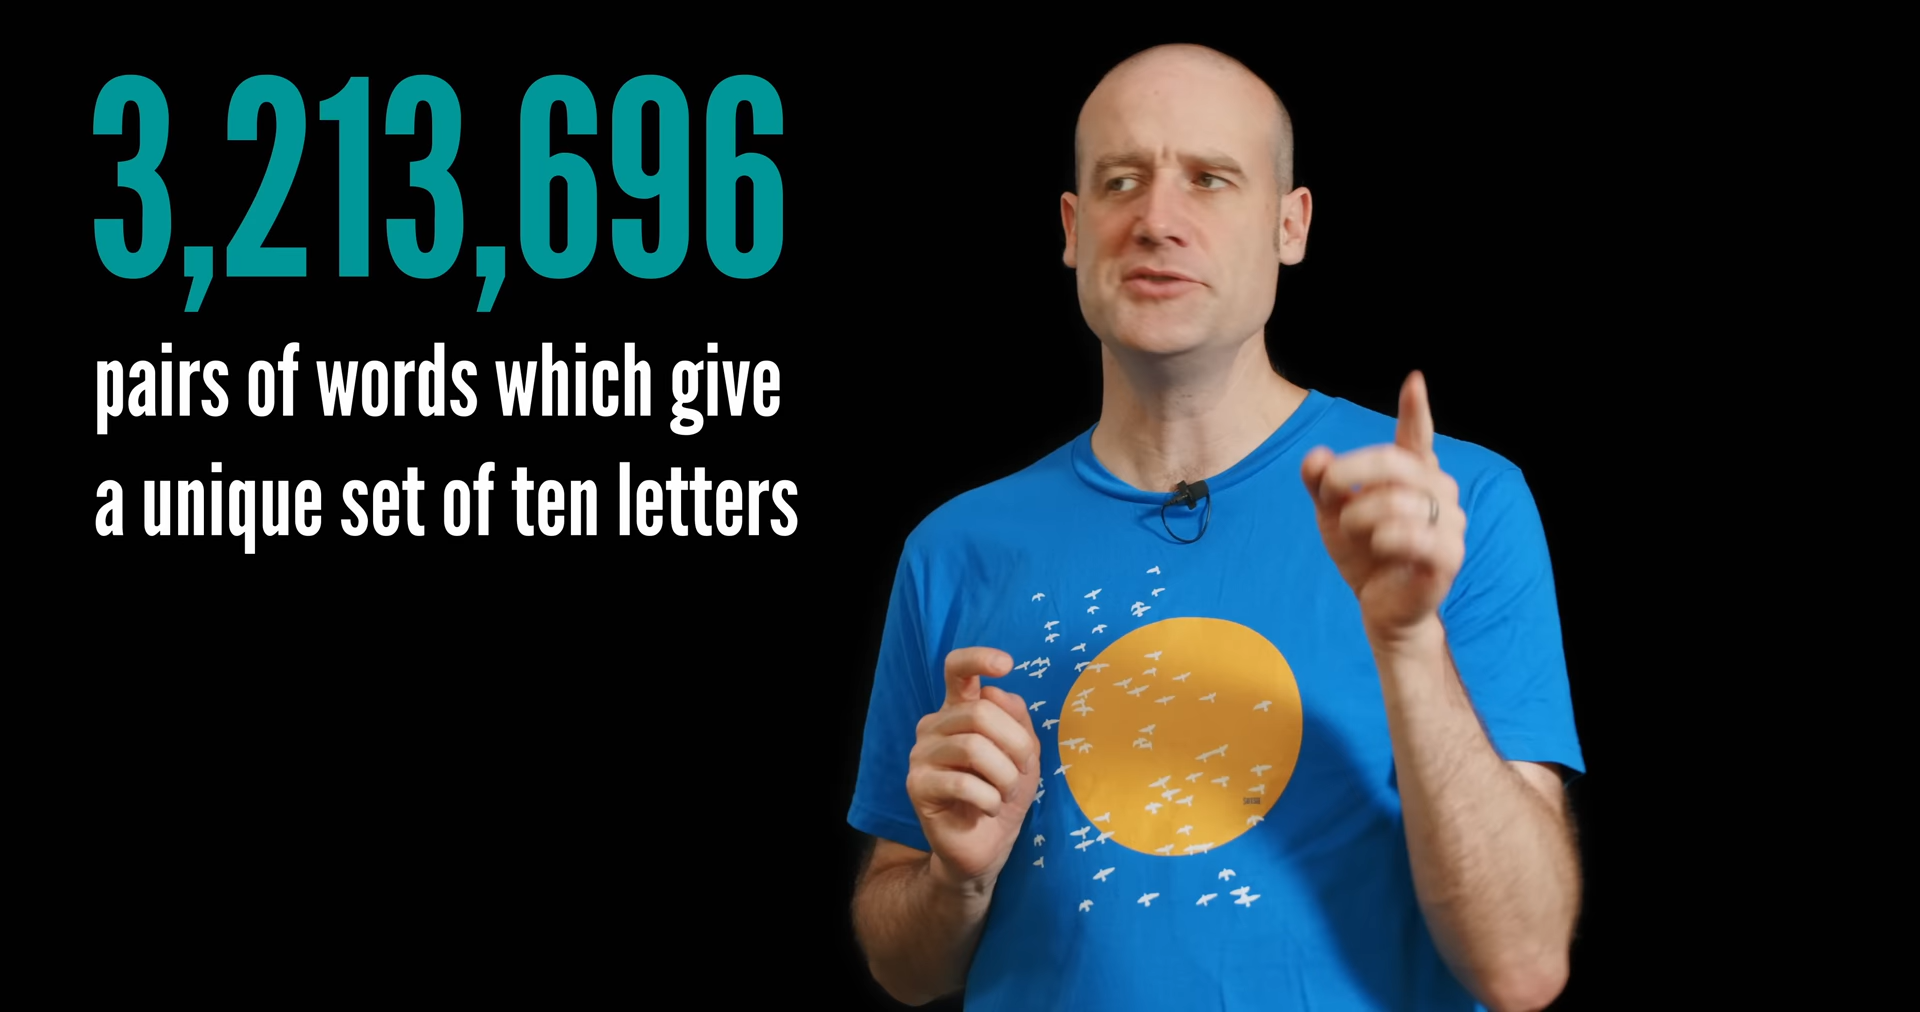 3,213,696
pairs of words which give
a unique set of ten letters